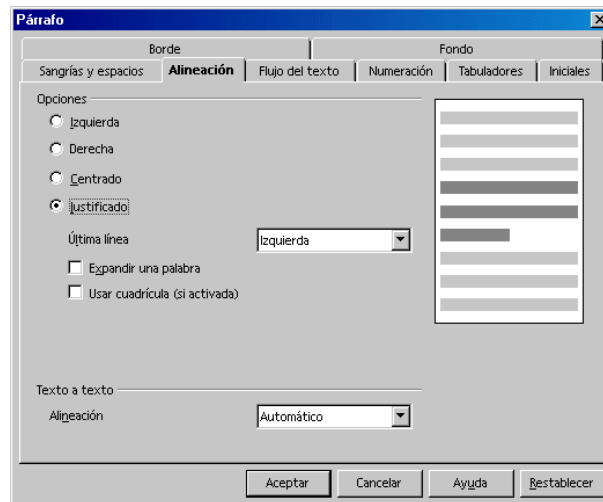 Párrafo
Borde Fondo
Sangrías y espacios Alineación Flujo del texto Numeración Tabuladores Iniciales
Opciones
Izquierda
Derecha
Centrado
Justificado
Última línea Izquierda
Expandir una palabra
Usar cuadrícula (si activada)
Texto a texto
Alineación Automático
Aceptar Cancelar Ayuda Restablecer